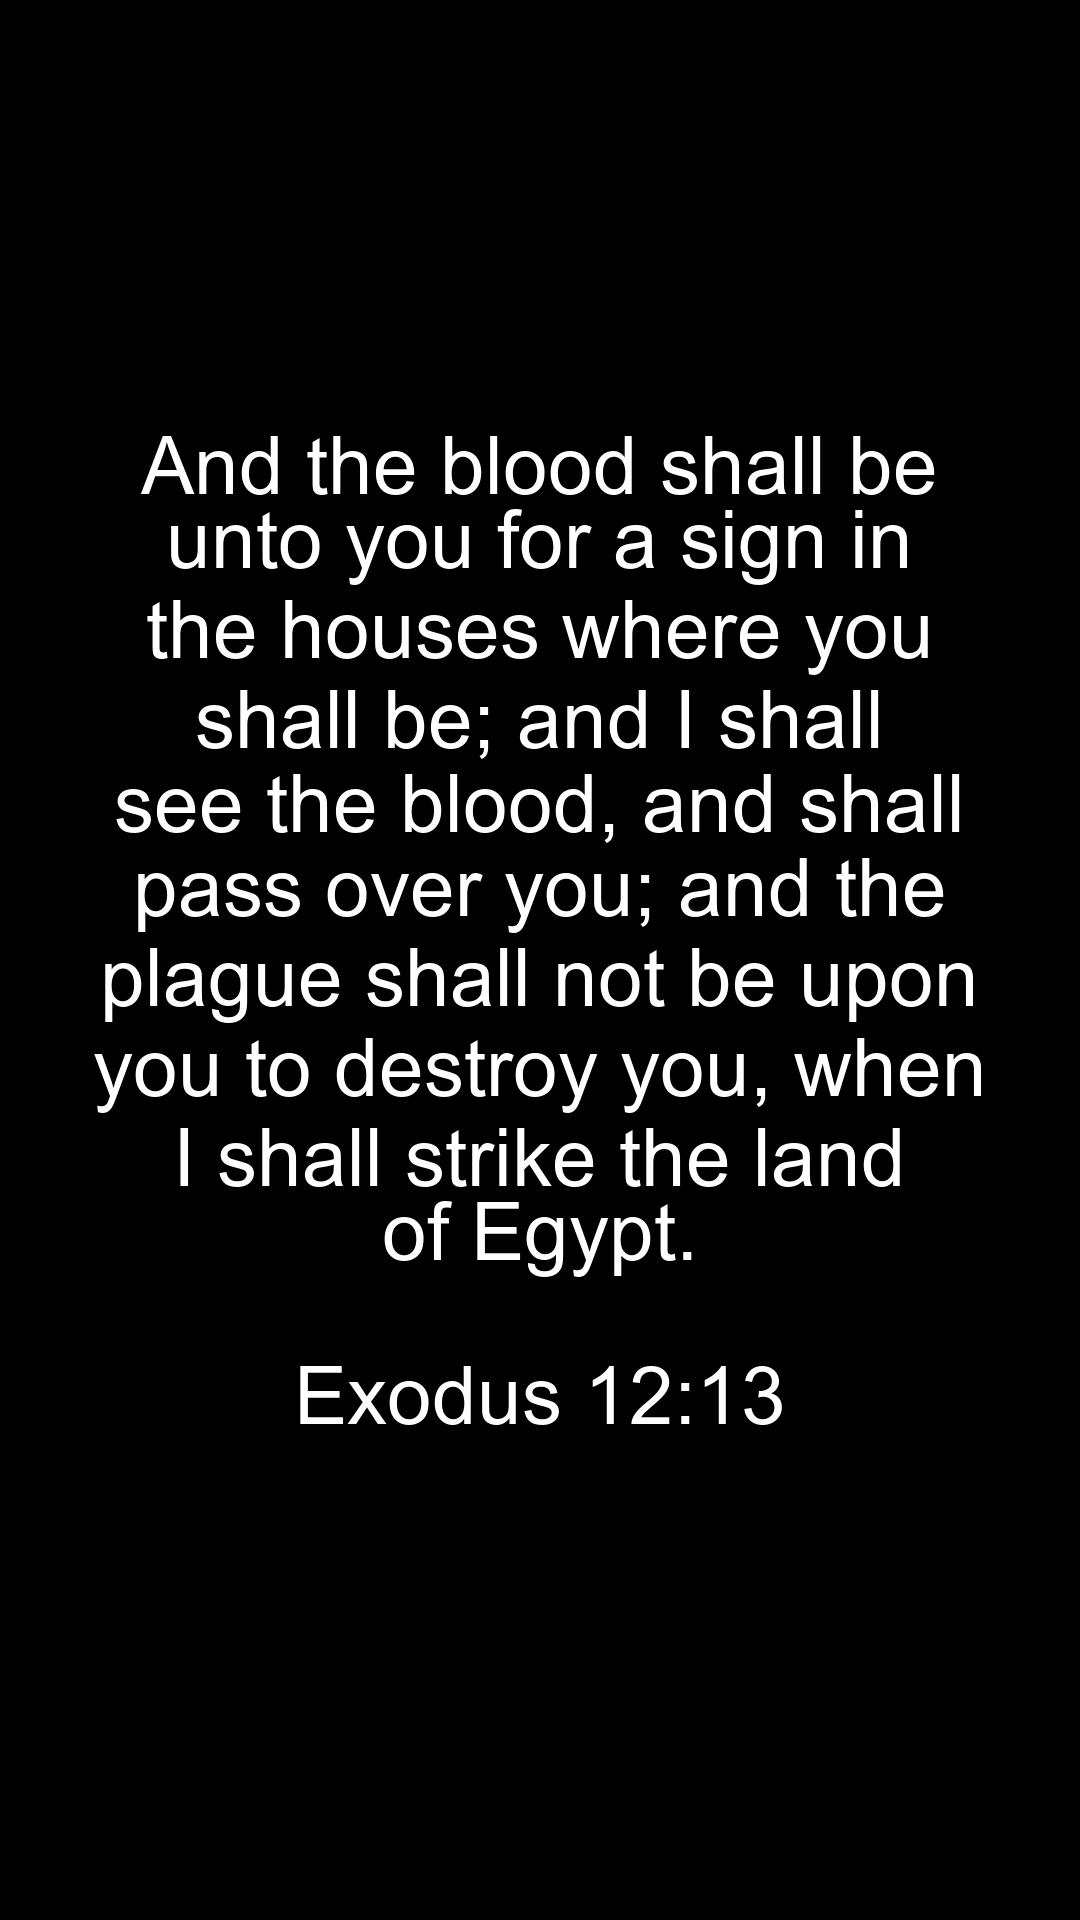 And the blood shall be
unto you for a sign in
the houses where you
shall be; and I shall
see the blood, and shall
pass over you; and the
plague shall not be upon
you to destroy you, when
I shall strike the land
of Egypt.
Exodus 12:13